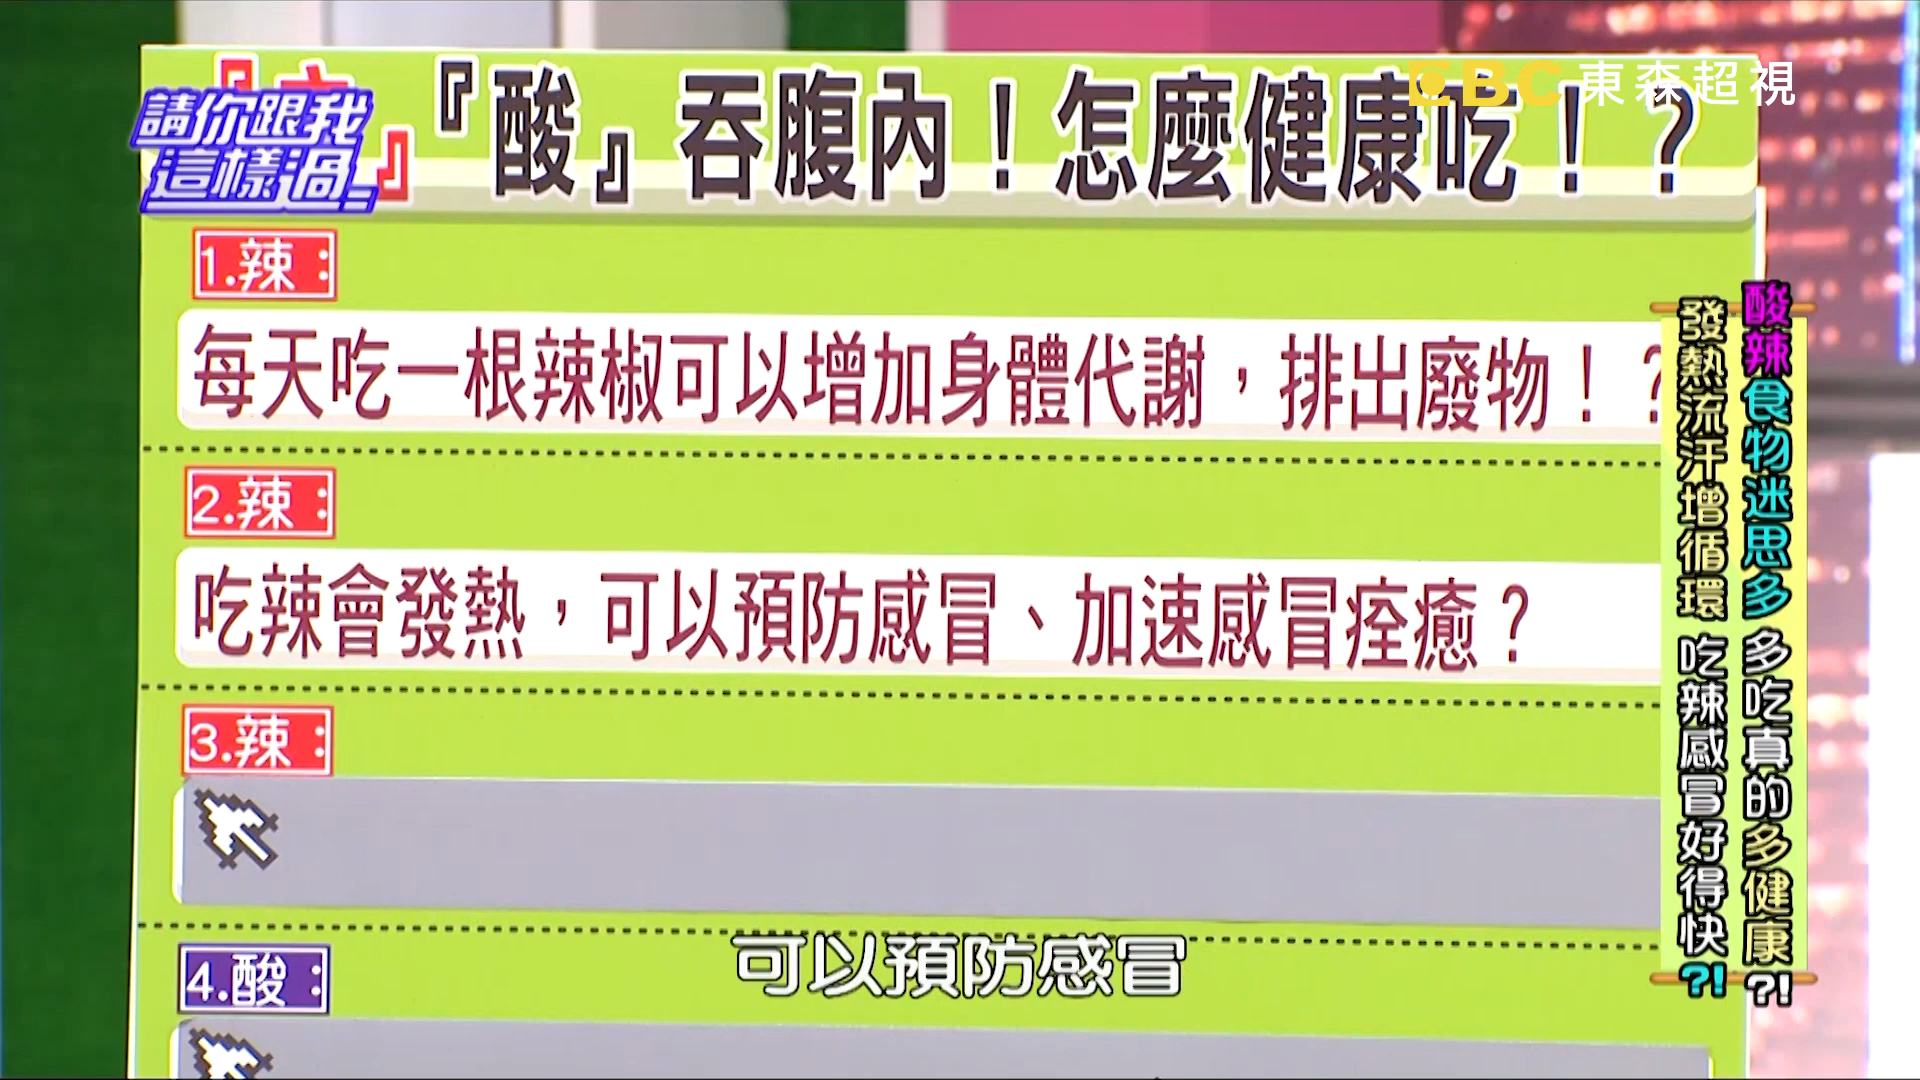 EBC 東森超視
請你跟我
這樣過
』『酸』吞腹內！怎麼健康吃！？
1.辣：
每天吃一根辣椒可以增加身體代謝，排出廢物！？
2.辣：
吃辣會發熱，可以預防感冒、加速感冒痊癒？
3.辣：
4.酸：
酸辣食物迷思多 多吃真的多健康?!
發熱流汗增循環 吃辣感冒好得快?!
可以預防感冒